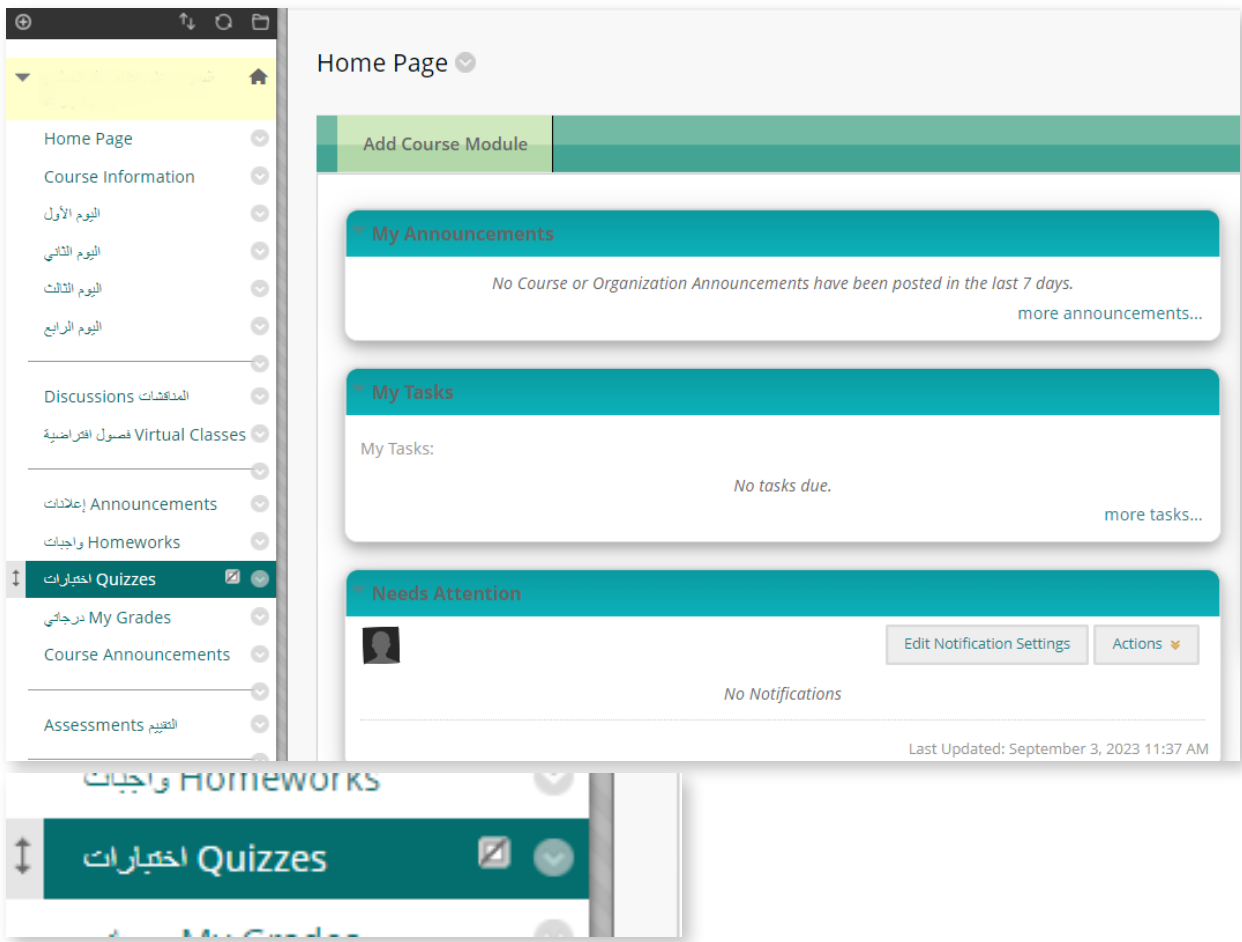 Home Page
Course Information
اليوم الأول
اليوم الثاني
اليوم الثالث
اليوم الرابع
Discussions المناقشات
فصول افتراضية Virtual Classes
إعلانات Announcements
واجبات Homeworks
اختبارات Quizzes
درجاتي My Grades
Course Announcements
Assessments التقييم
Home Page
Add Course Module
My Announcements
No Course or Organization Announcements have been posted in the last 7 days.
more announcements...
My Tasks
My Tasks:
No tasks due.
more tasks...
Needs Attention
Edit Notification Settings
Actions
No Notifications
Last Updated: September 3, 2023 11:37 AM
واجبات Homeworks
اختبارات Quizzes
My Grades